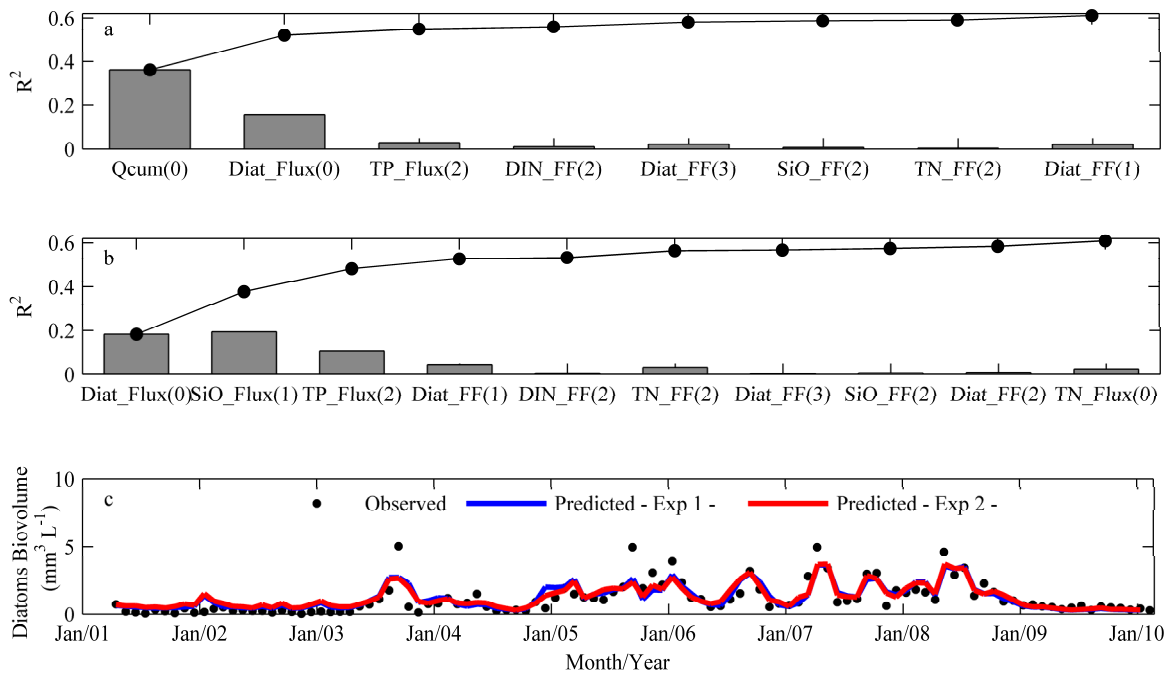 a
0.6
0.4
0.2
0
R2
Qcum(0) Diat_Flux(0) TP_Flux(2) DIN_FF(2) Diat_FF(3) SiO_FF(2) TN_FF(2) Diat_FF(1)
b
0.6
0.4
0.2
0
R2
Diat_Flux(0) SiO_Flux(1) TP_Flux(2) Diat_FF(1) DIN_FF(2) TN_FF(2) Diat_FF(3) SiO_FF(2) Diat_FF(2) TN_Flux(0)
c
Observed Predicted - Exp 1 - Predicted - Exp 2 -
10
5
0
Diatoms Biovolume
(mm3 L-1)
Jan/01 Jan/02 Jan/03 Jan/04 Jan/05 Jan/06 Jan/07 Jan/08 Jan/09 Jan/10
Month/Year